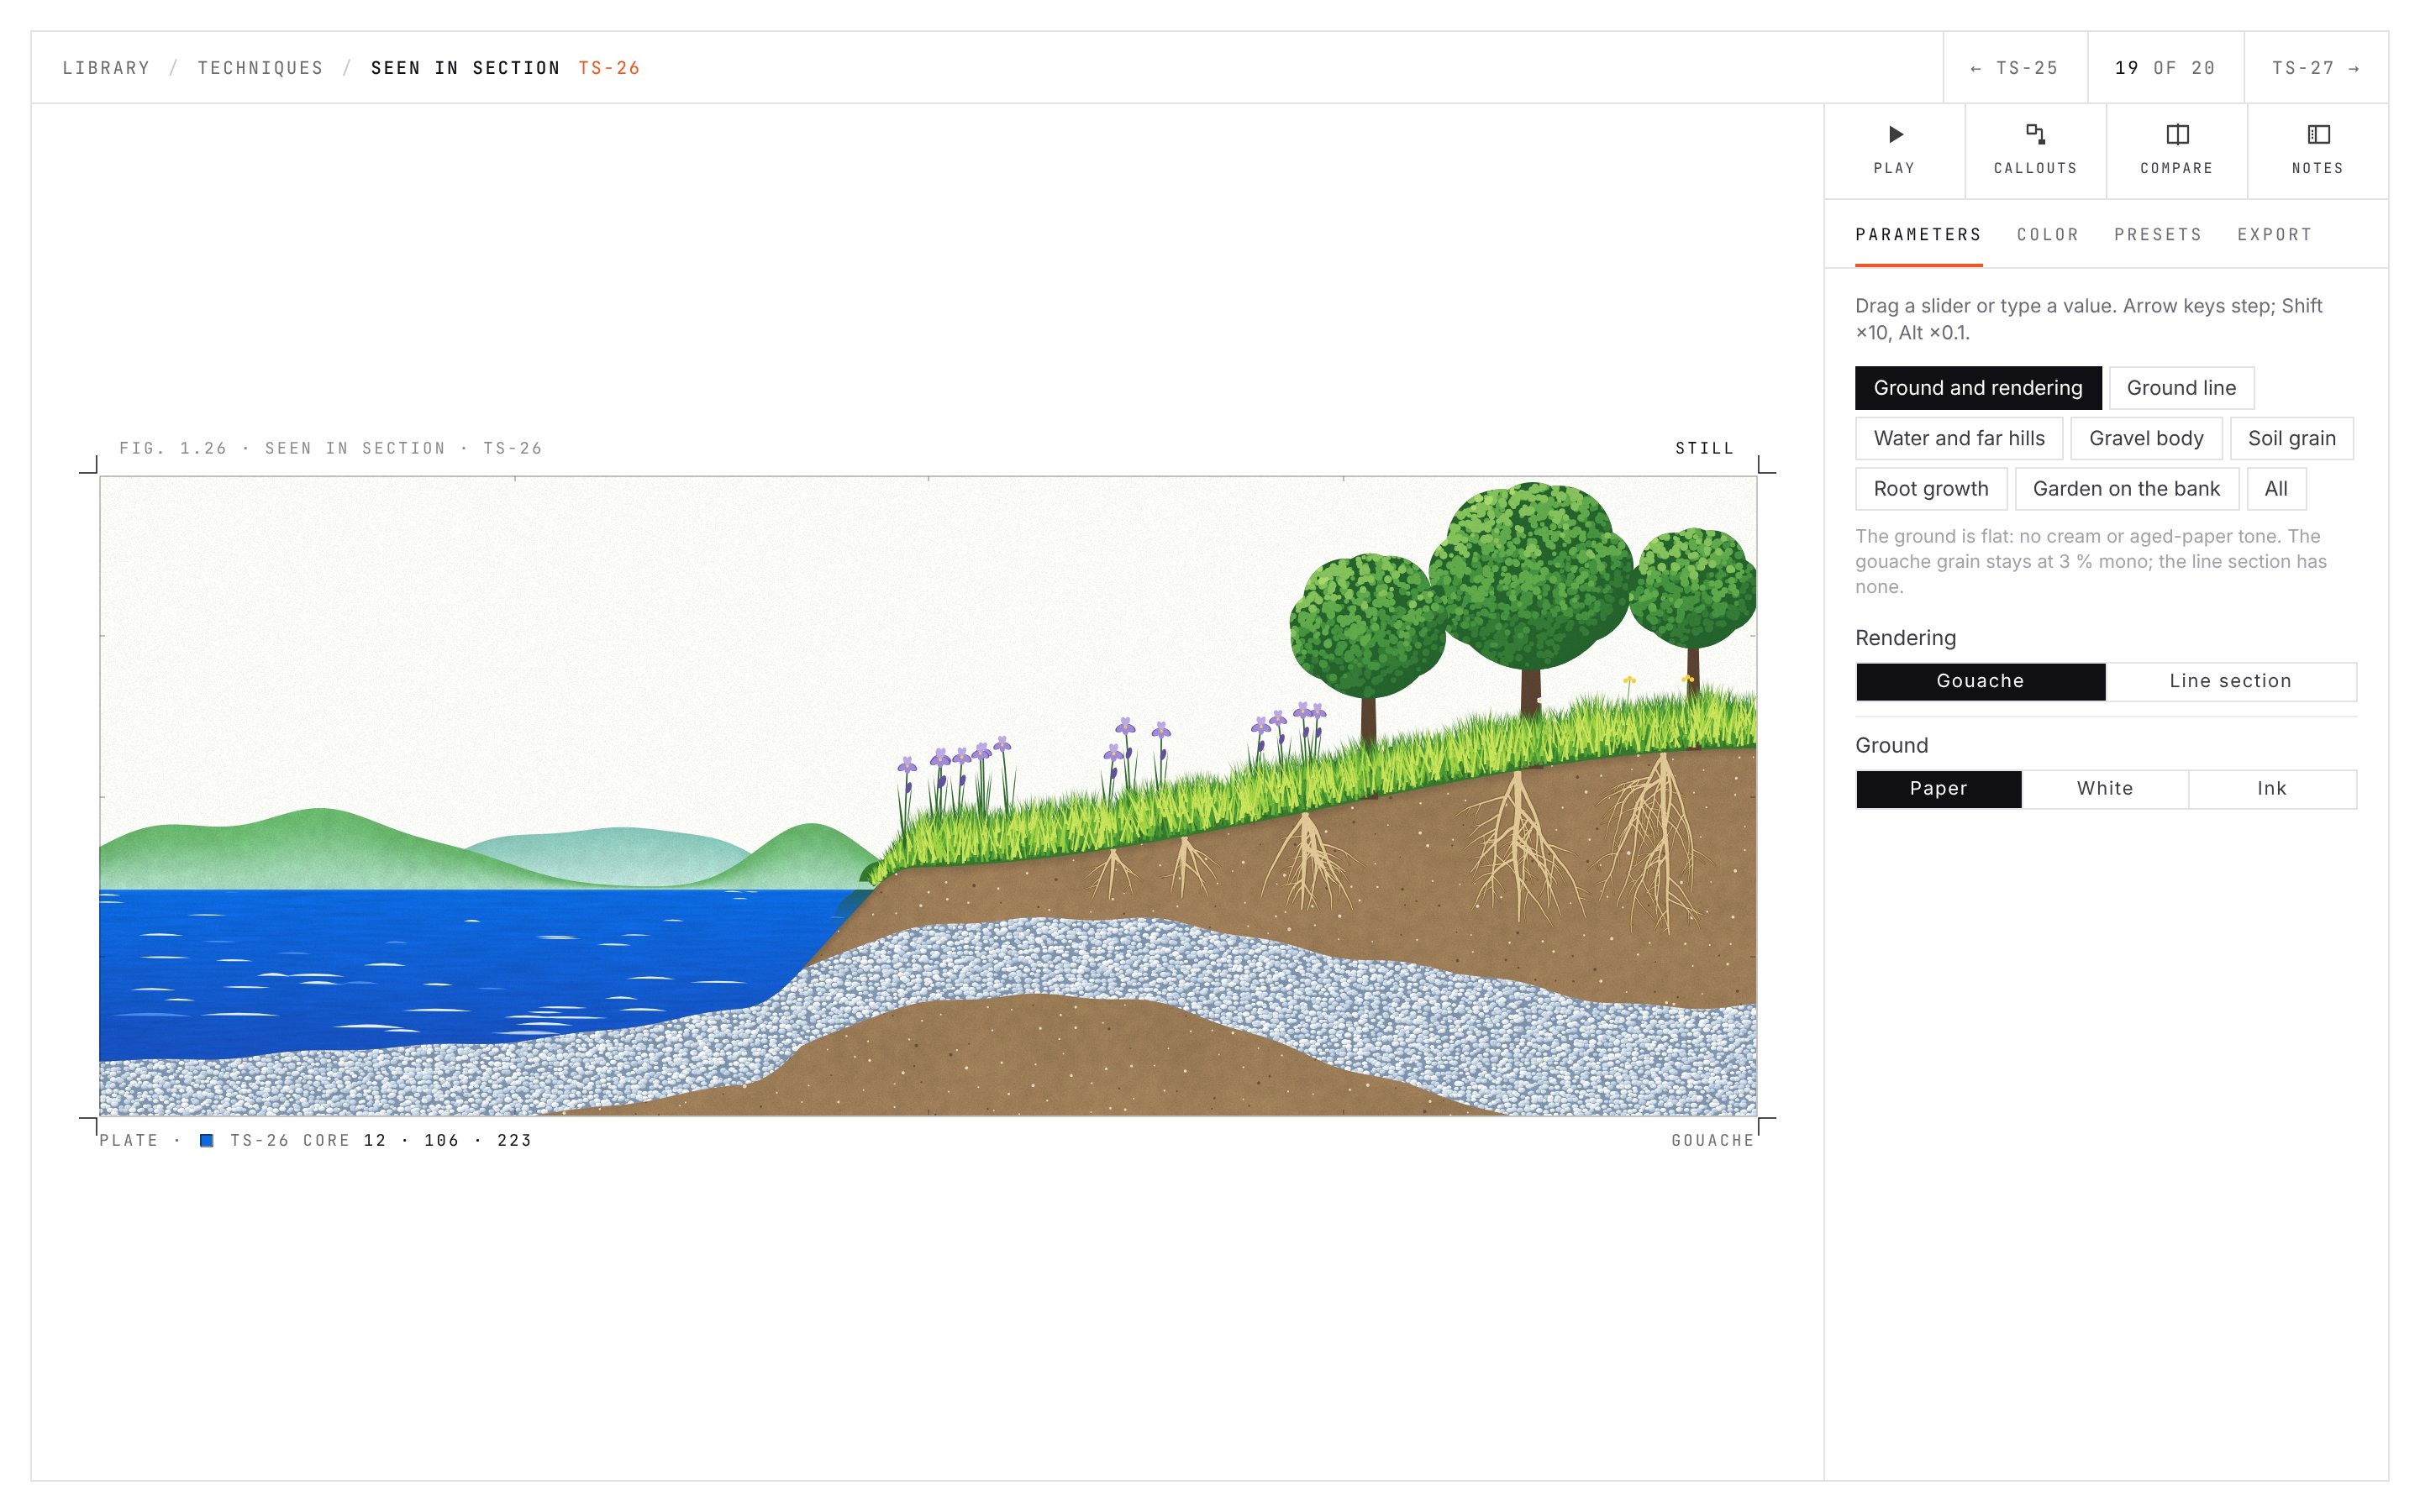 LIBRARY / TECHNIQUES / SEEN IN SECTION TS-26
← TS-25
19 OF 20
TS-27 →
PLAY
CALLOUTS
COMPARE
NOTES
PARAMETERS
COLOR
PRESETS
EXPORT
Drag a slider or type a value. Arrow keys step; Shift
×10, Alt ×0.1.
Ground and rendering
Ground line
Water and far hills
Gravel body
Soil grain
Root growth
Garden on the bank
All
The ground is flat: no cream or aged-paper tone. The
gouache grain stays at 3 % mono; the line section has
none.
Rendering
Gouache
Line section
Ground
Paper
White
Ink
FIG. 1.26 · SEEN IN SECTION · TS-26
STILL
PLATE · TS-26 CORE 12 · 106 · 223
GOUACHE